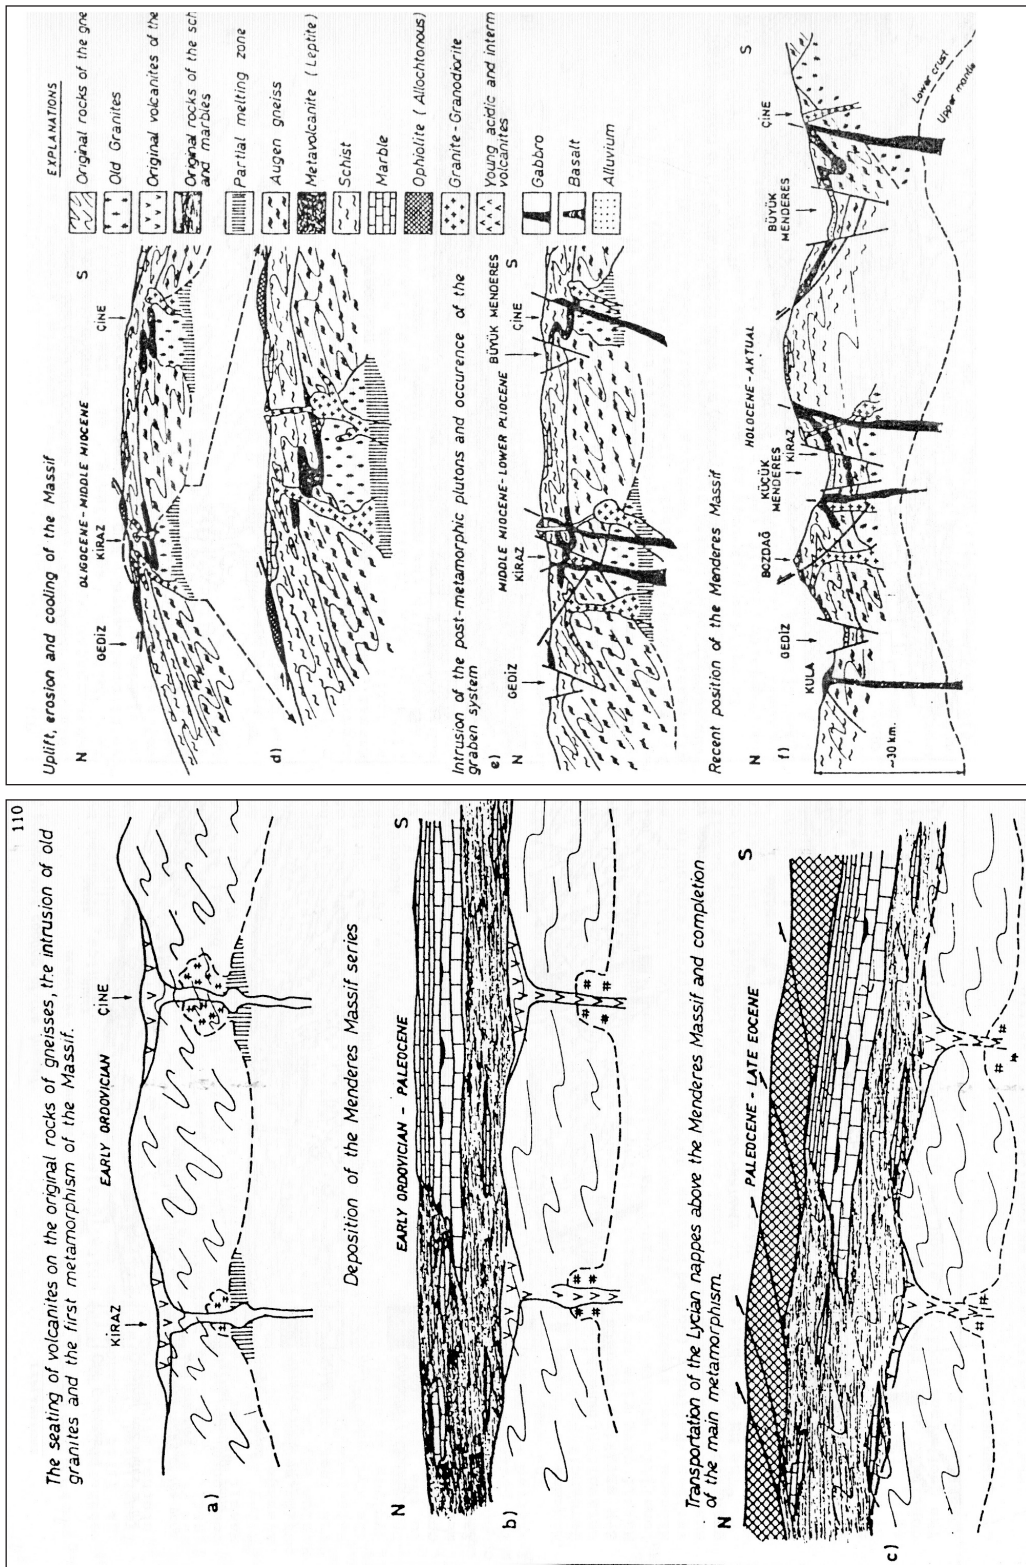 110
The seating of volcanites on the original rocks of gneisses, the intrusion of old
granites and the first metamorphism of the Massif.
EARLY ORDOVICIAN
KİRAZ
ÇİNE
a)
Deposition of the Menderes Massif series
EARLY ORDOVICIAN - PALEOCENE
N
S
b)
Transportation of the Lycian nappes above the Menderes Massif and completion
of the main metamorphism.
PALEOCENE - LATE EOCENE
N
S
c)
Uplift, erosion and cooling of the Massif
OLIGOCENE-MIDDLE MIOCENE
N
S
GEDİZ
KİRAZ
ÇİNE
d)
Intrusion of the post-metamorphic plutons and occurence of the
graben system
MIDDLE MIOCENE-LOWER PLIOCENE
e)
N
S
GEDİZ
KİRAZ
ÇİNE
BÜYÜK MENDERES
Recent position of the Menderes Massif
HOLOCENE-AKTUAL
N
S
f)
KULA
GEDİZ
BOZDAĞ
KÜÇÜK
MENDERES
KİRAZ
BÜYÜK
MENDERES
ÇİNE
~30 km.
Lower crust
Upper mantle
EXPLANATIONS
Original rocks of the gne
Old Granites
Original volcanites of the
Original rocks of the sch
and marbles
Partial melting zone
Augen gneiss
Metavolcanite (Leptite)
Schist
Marble
Ophiolite (Allochtonous)
Granite-Granodiorite
Young acidic and interm
volcanites
Gabbro
Basalt
Alluvium